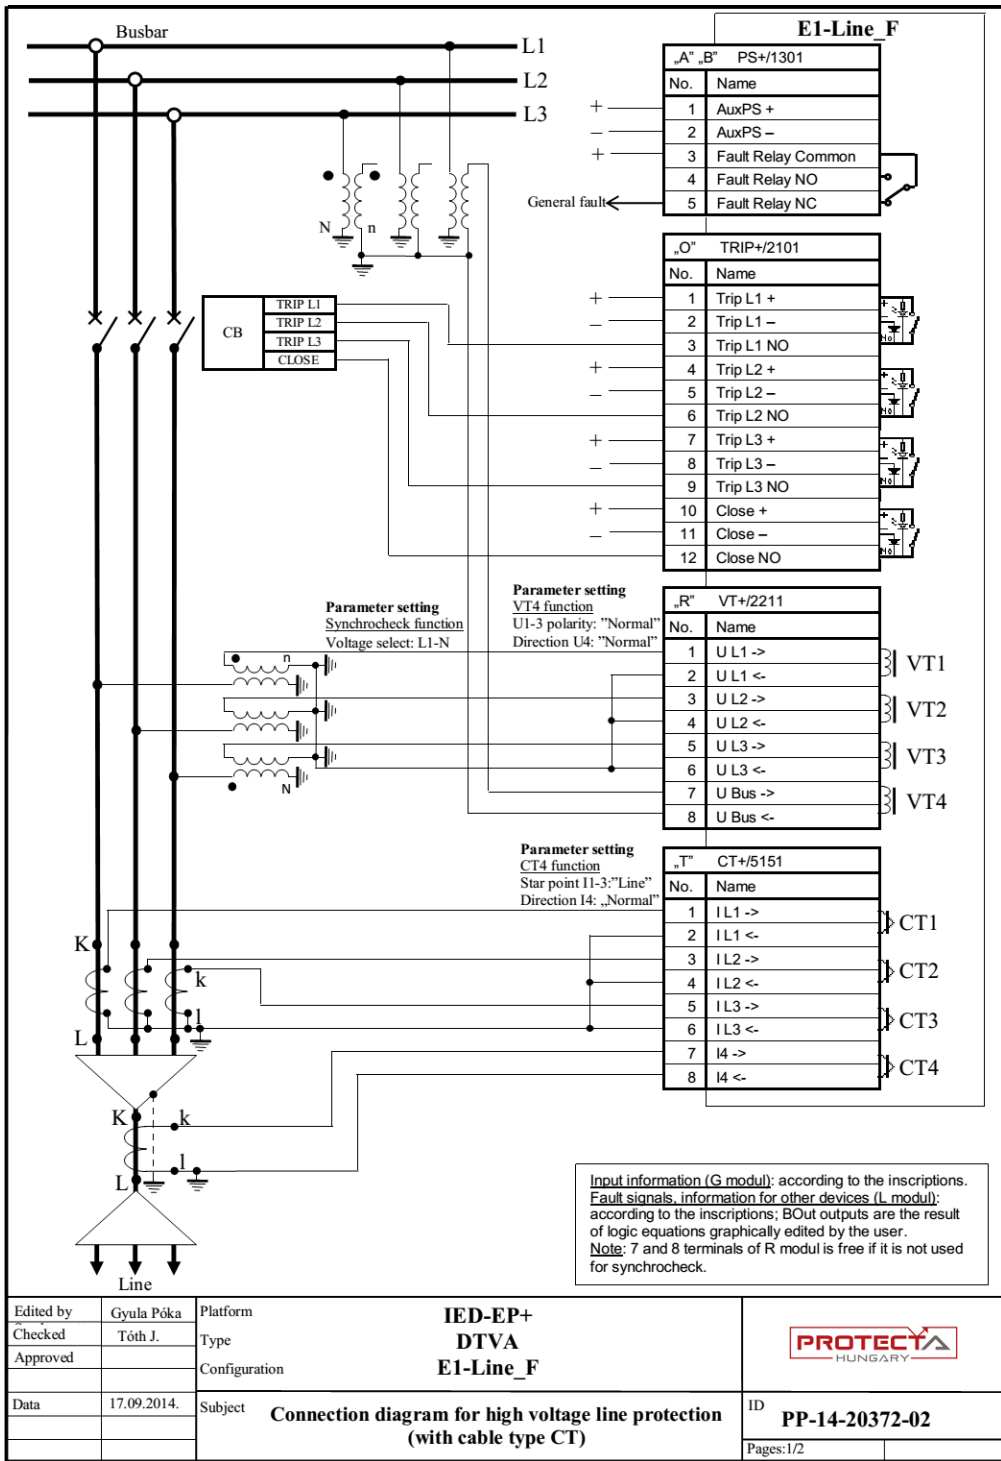 Busbar
L1
L2
L3
E1-Line_F
„A” „B” PS+/1301
No. Name
+ 1 AuxPS +
– 2 AuxPS –
+ 3 Fault Relay Common
4 Fault Relay NO
General fault 5 Fault Relay NC
N n
„O” TRIP+/2101
No. Name
+ 1 Trip L1 +
– 2 Trip L1 –
3 Trip L1 NO
+ 4 Trip L2 +
– 5 Trip L2 –
6 Trip L2 NO
+ 7 Trip L3 +
– 8 Trip L3 –
9 Trip L3 NO
+ 10 Close +
– 11 Close –
12 Close NO
CB
TRIP L1
TRIP L2
TRIP L3
CLOSE
Parameter setting
Synchrocheck function
Voltage select: L1-N
Parameter setting
VT4 function
U1-3 polarity: ”Normal”
Direction U4: ”Normal”
„R” VT+/2211
No. Name
1 U L1 ->
2 U L1 <-
3 U L2 ->
4 U L2 <-
5 U L3 ->
6 U L3 <-
7 U Bus ->
8 U Bus <-
VT1
VT2
VT3
VT4
n
N
Parameter setting
CT4 function
Star point I1-3:”Line”
Direction I4: „Normal”
„T” CT+/5151
No. Name
1 I L1 ->
2 I L1 <-
3 I L2 ->
4 I L2 <-
5 I L3 ->
6 I L3 <-
7 I4 ->
8 I4 <-
CT1
CT2
CT3
CT4
K
k
l
L
K
k
l
L
Line
Input information (G modul): according to the inscriptions.
Fault signals, information for other devices (L modul):
according to the inscriptions; BOut outputs are the result
of logic equations graphically edited by the user.
Note: 7 and 8 terminals of R modul is free if it is not used
for synchrocheck.
Edited by Gyula Póka
Checked Tóth J.
Approved
Data 17.09.2014.
Platform IED-EP+
Type DTVA
Configuration E1-Line_F
Subject Connection diagram for high voltage line protection
(with cable type CT)
PROTECTA
HUNGARY
ID
PP-14-20372-02
Pages:1/2